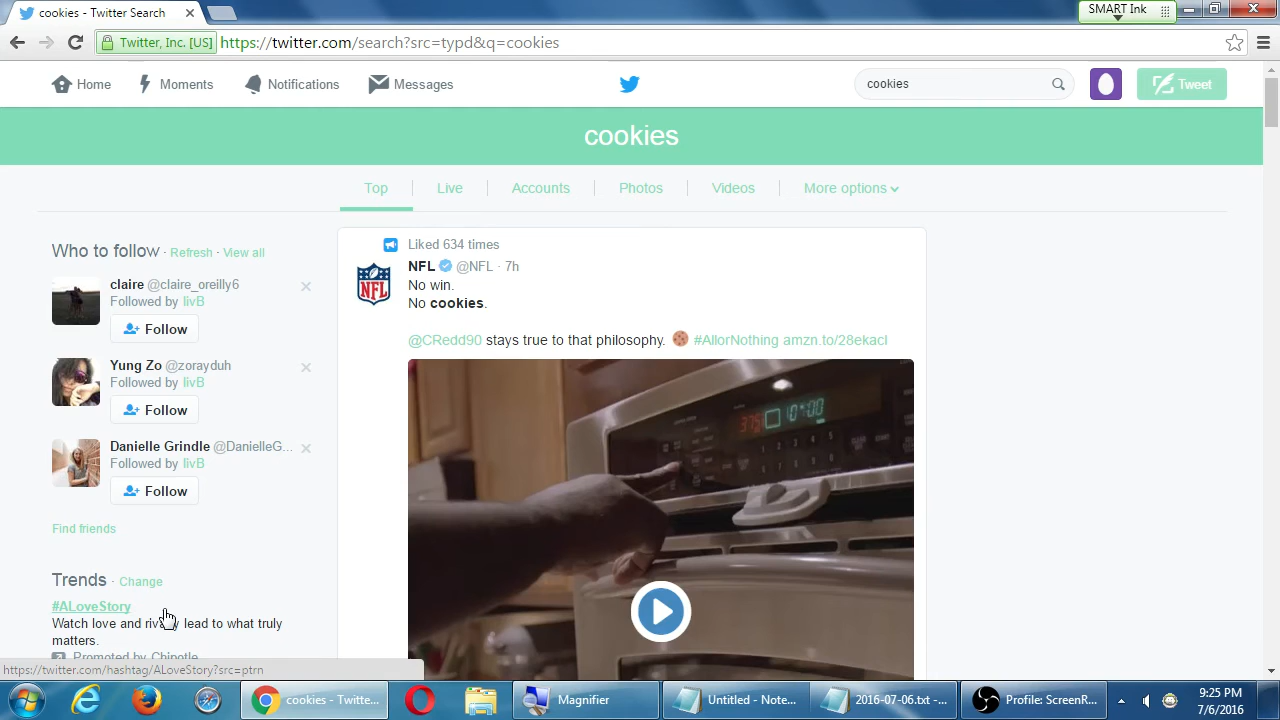 cookies - Twitter Search
SMART Ink
Twitter, Inc. [US]
https://twitter.com/search?src=typd&q=cookies
Home
Moments
Notifications
Messages
cookies
Tweet
cookies
Top
Live
Accounts
Photos
Videos
More options
Who to follow · Refresh · View all
claire @claire_oreilly6
Followed by livB
Follow
Yung Zo @zorayduh
Followed by livB
Follow
Danielle Grindle @DanielleG...
Followed by livB
Follow
Find friends
Trends · Change
#ALoveStory
Watch love and rivalry lead to what truly
matters.
Promoted by Chipotle
Liked 634 times
NFL @NFL · 7h
No win.
No cookies.
@CRedd90 stays true to that philosophy. #AllorNothing amzn.to/28ekacI
NFL
375 10:00
https://twitter.com/hashtag/ALoveStory?src=ptrn
cookies - Twitte...
Magnifier
Untitled - Note...
2016-07-06.txt -...
Profile: ScreenR...
9:25 PM
7/6/2016